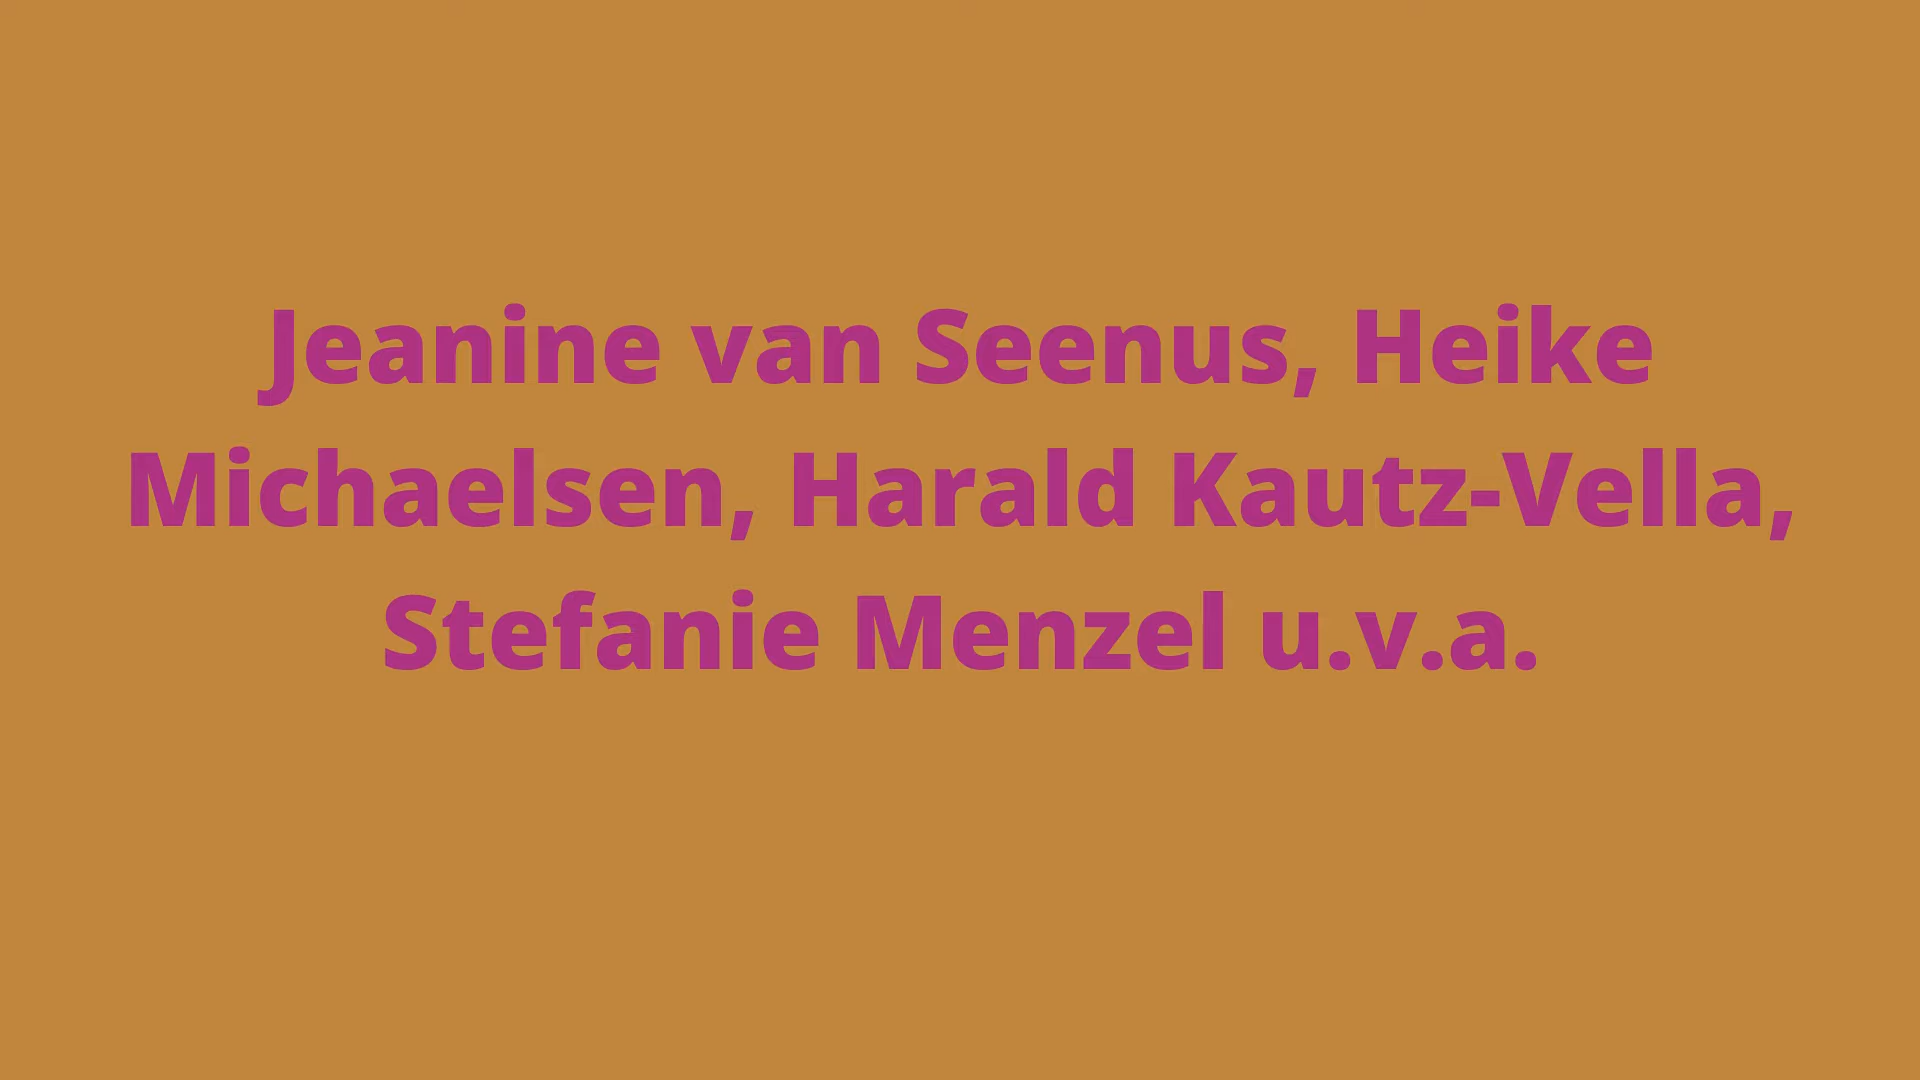 Jeanine van Seenus, Heike
Michaelsen, Harald Kautz-Vella,
Stefanie Menzel u.v.a.